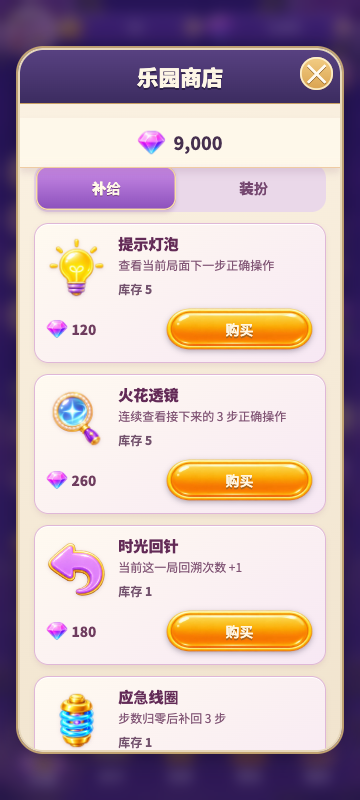 乐园商店
9,000
补给
装扮
提示灯泡
查看当前局面下一步正确操作
库存 5
120
购买
火花透镜
连续查看接下来的 3 步正确操作
库存 5
260
购买
时光回针
当前这一局回溯次数 +1
库存 1
180
购买
应急线圈
步数归零后补回 3 步
库存 1